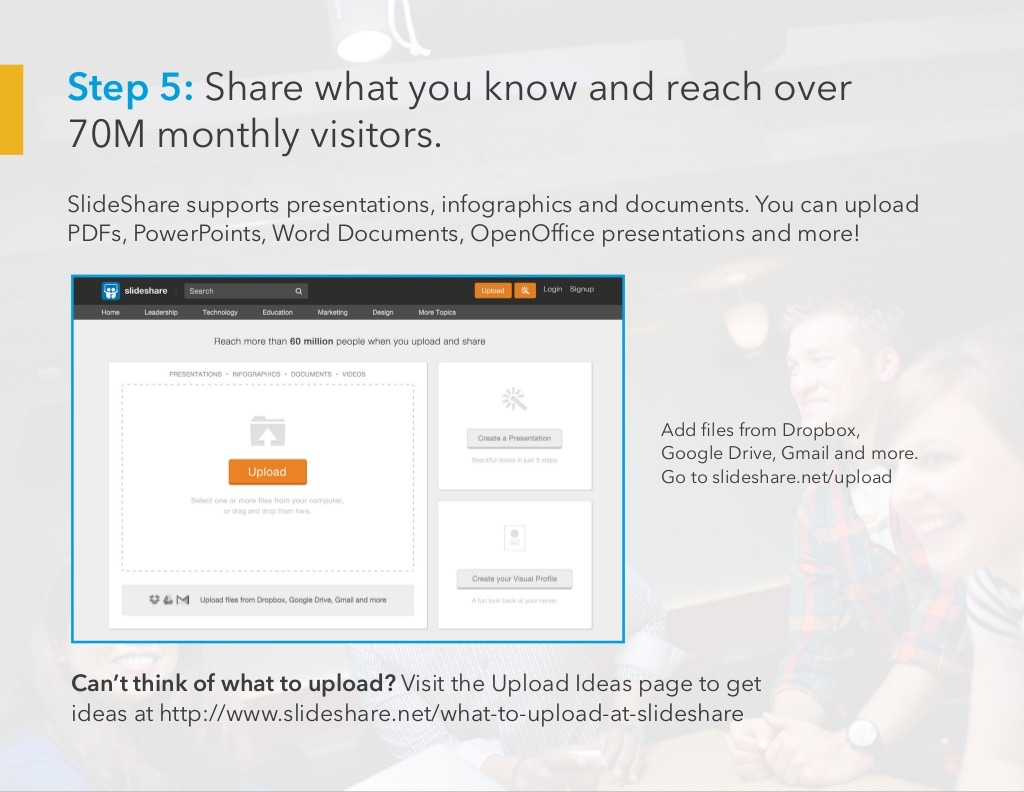 Step 5: Share what you know and reach over
70M monthly visitors.
SlideShare supports presentations, infographics and documents. You can upload
PDFs, PowerPoints, Word Documents, OpenOffice presentations and more!
slideshare
Search
Upload
Login Signup
Home Leadership Technology Education Marketing Design More Topics
Reach more than 60 million people when you upload and share
PRESENTATIONS • INFOGRAPHICS • DOCUMENTS • VIDEOS
Upload
Select one or more files from your computer,
or drag and drop them here.
Upload files from Dropbox, Google Drive, Gmail and more
Create a Presentation
Beautiful decks in just 5 steps
Create your Visual Profile
A fun look back at your career
Add files from Dropbox,
Google Drive, Gmail and more.
Go to slideshare.net/upload
Can't think of what to upload? Visit the Upload Ideas page to get
ideas at http://www.slideshare.net/what-to-upload-at-slideshare